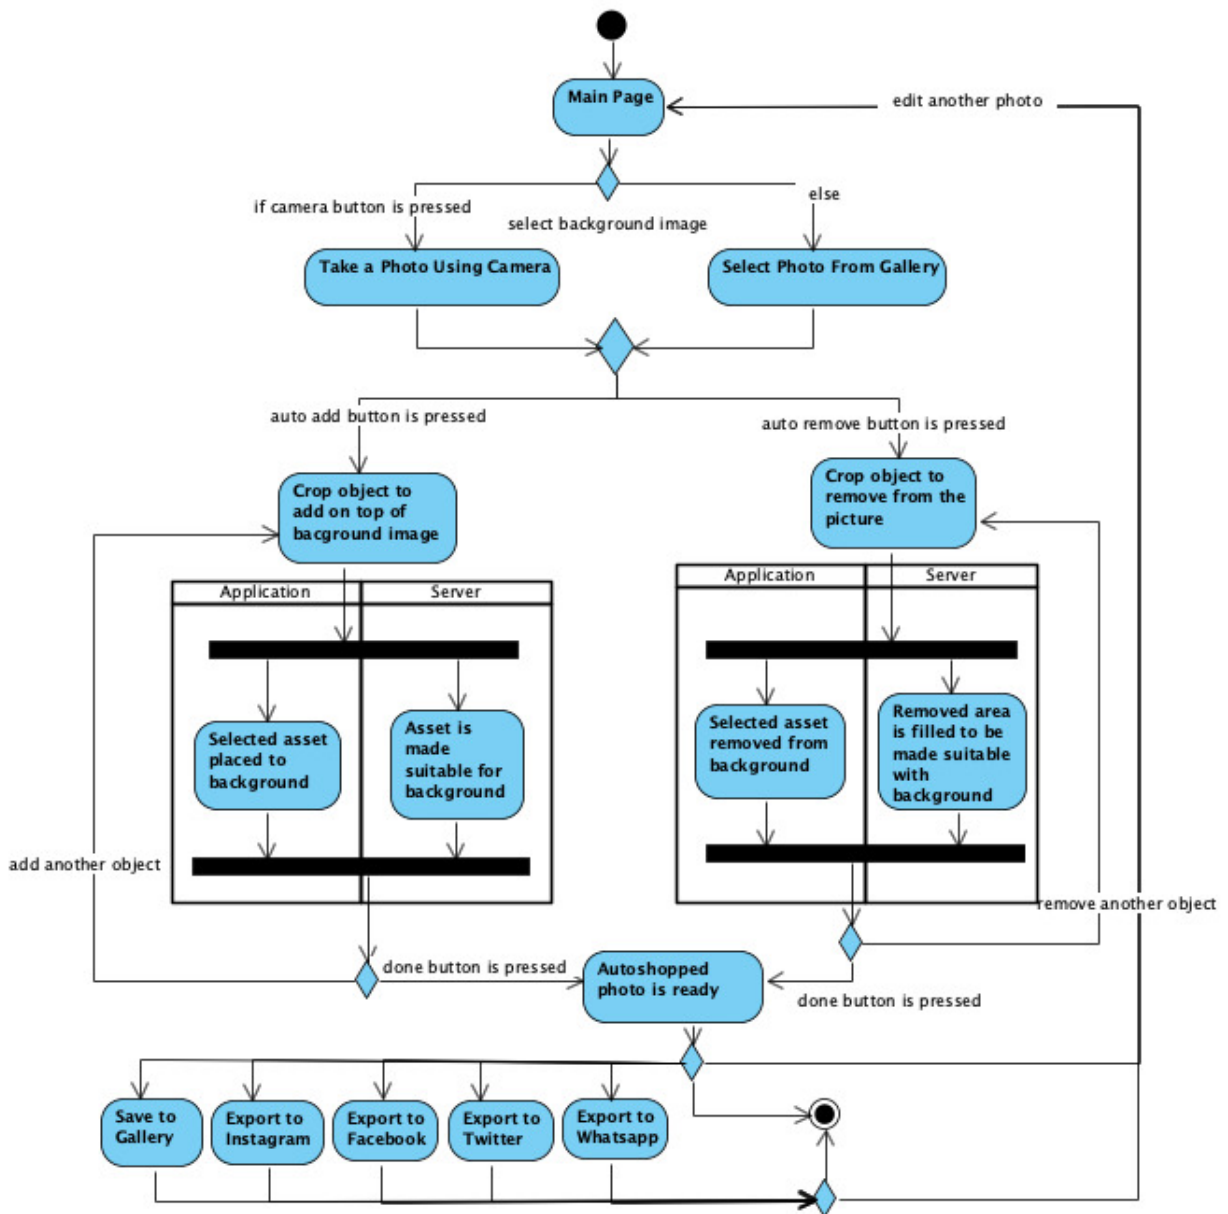 Main Page
edit another photo
if camera button is pressed
else
select background image
Take a Photo Using Camera
Select Photo From Gallery
auto add button is pressed
auto remove button is pressed
Crop object to
add on top of
bacground image
Crop object to
remove from the
picture
Application
Server
Application
Server
Selected asset
placed to
background
Asset is
made
suitable for
background
Selected asset
removed from
background
Removed area
is filled to be
made suitable
with
background
add another object
remove another object
done button is pressed
Autoshopped
photo is ready
done button is pressed
Save to
Gallery
Export to
Instagram
Export to
Facebook
Export to
Twitter
Export to
Whatsapp